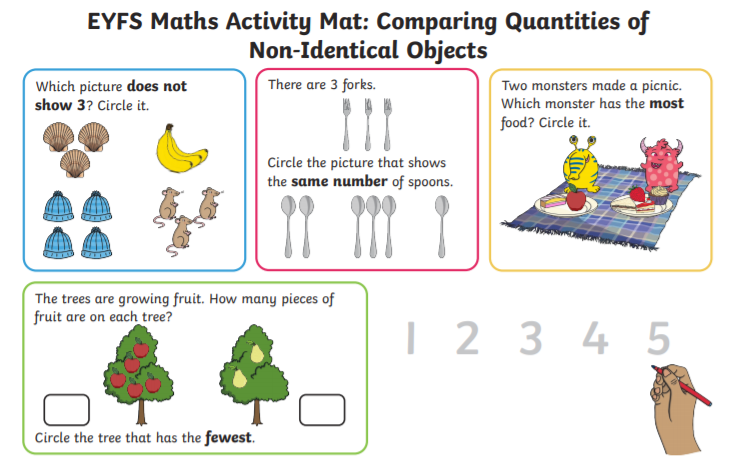 EYFS Maths Activity Mat: Comparing Quantities of
Non-Identical Objects
Which picture does not
show 3? Circle it.
There are 3 forks.
Circle the picture that shows
the same number of spoons.
Two monsters made a picnic.
Which monster has the most
food? Circle it.
The trees are growing fruit. How many pieces of
fruit are on each tree?
Circle the tree that has the fewest.
1 2 3 4 5